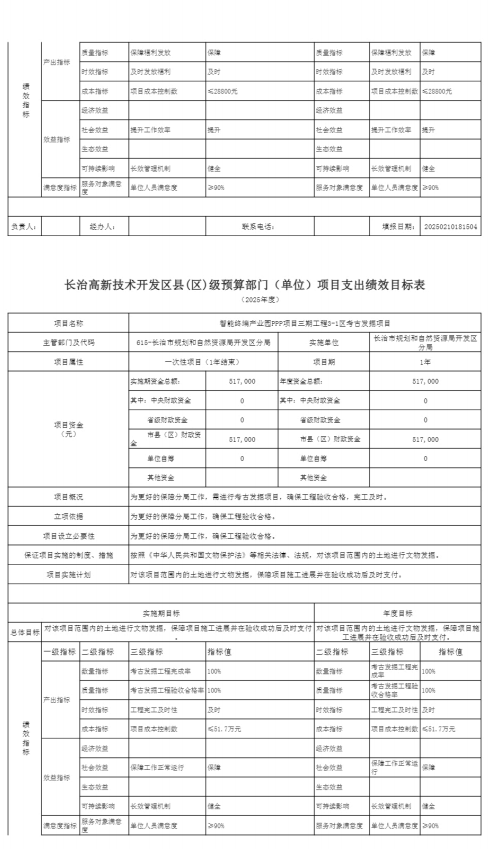 质量指标 保障福利发放 保障 质量指标 保障福利发放 保障
产出指标
时效指标 及时发放福利 及时 时效指标 及时发放福利 及时
成本指标 项目成本控制数 ≤28800元 成本指标 项目成本控制数 ≤28800元
绩效指标
经济效益 经济效益
社会效益 提升工作效率 提升 社会效益 提升工作效率 提升
效益指标
生态效益 生态效益
可持续影响 长效管理机制 健全 可持续影响 长效管理机制 健全
满意度指标 服务对象满意度 单位人员满意度 ≥90% 服务对象满意度 单位人员满意度 ≥90%
负责人： 经办人： 联系电话： 填报日期： 20250210181504
长治高新技术开发区县(区)级预算部门（单位）项目支出绩效目标表
（2025年度）
项目名称 智能终端产业园PPP项目三期工程3-1区考古发掘项目
主管部门及代码 615-长治市规划和自然资源局开发区分局 实施单位 长治市规划和自然资源局开发区分局
项目属性 一次性项目（1年结束） 项目期 1年
项目资金（元）
实施期资金总额： 517,000 年度资金总额： 517,000
其中：中央财政资金 0 其中：中央财政资金 0
省级财政资金 0 省级财政资金 0
市县（区）财政资金 517,000 市县（区）财政资金 517,000
单位自筹 0 单位自筹 0
其他资金 其他资金
项目概况 为更好的保障分局工作，需进行考古发掘项目，确保工程验收合格，完工及时。
立项依据 为更好的保障分局工作，确保工程验收合格。
项目设立必要性 为更好的保障分局工作，确保工程验收合格。
保证项目实施的制度、措施 按照《中华人民共和国文物保护法》等相关法律、法规，对该项目范围内的土地进行文物发掘。
项目实施计划 对该项目范围内的土地进行文物发掘，保障项目施工进展并在验收成功后及时支付。
实施期目标 年度目标
总体目标 对该项目范围内的土地进行文物发掘，保障项目施工进展并在验收成功后及时支付。 对该项目范围内的土地进行文物发掘，保障项目施工进展并在验收成功后及时支付。
一级指标 二级指标 三级指标 指标值 二级指标 三级指标 指标值
数量指标 考古发掘工程完成率 100% 数量指标 考古发掘工程完成率 100%
产出指标
质量指标 考古发掘工程验收合格率 100% 质量指标 考古发掘工程验收合格率 100%
时效指标 工程完工及时性 及时 时效指标 工程完工及时性 及时
成本指标 项目成本控制数 ≤51.7万元 成本指标 项目成本控制数 ≤51.7万元
绩效指标
经济效益 经济效益
社会效益 保障工作正常运行 保障 社会效益 保障工作正常运行 保障
效益指标
生态效益 生态效益
可持续影响 长效管理机制 健全 可持续影响 长效管理机制 健全
满意度指标 服务对象满意度 单位人员满意度 ≥90% 服务对象满意度 单位人员满意度 ≥90%